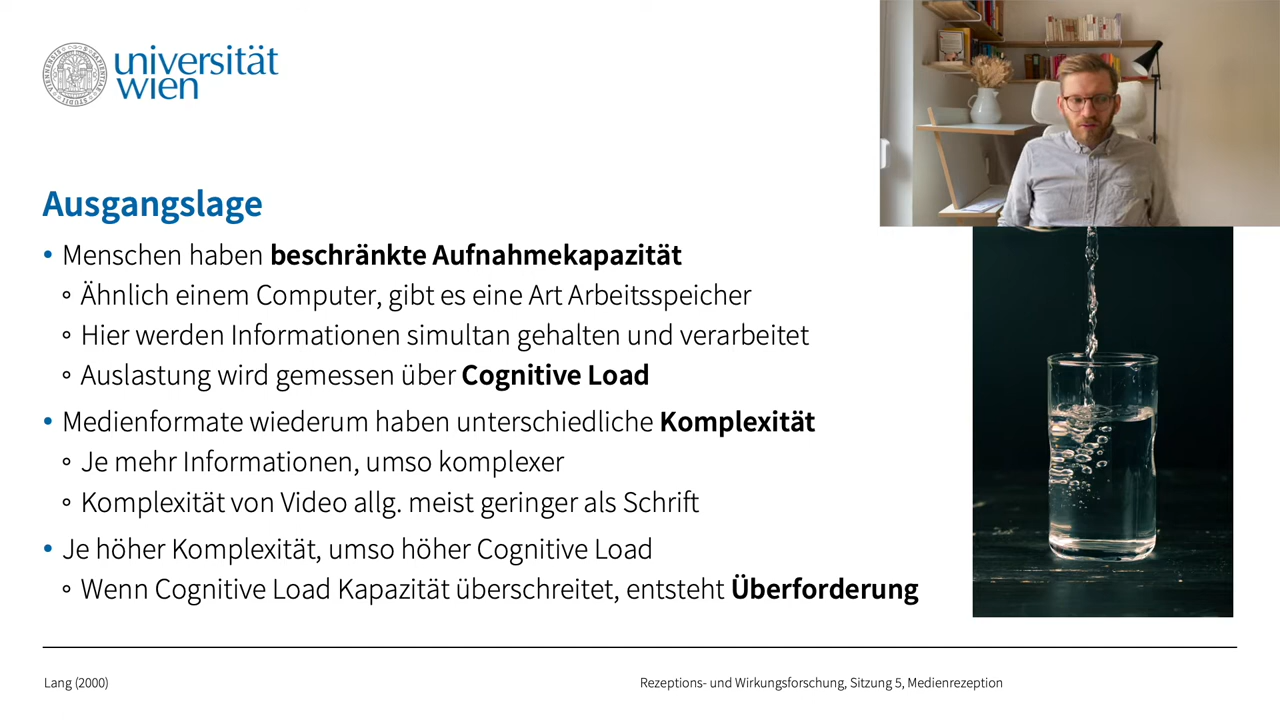 universität
wien
Ausgangslage
• Menschen haben beschränkte Aufnahmekapazität
◦ Ähnlich einem Computer, gibt es eine Art Arbeitsspeicher
◦ Hier werden Informationen simultan gehalten und verarbeitet
◦ Auslastung wird gemessen über Cognitive Load
• Medienformate wiederum haben unterschiedliche Komplexität
◦ Je mehr Informationen, umso komplexer
◦ Komplexität von Video allg. meist geringer als Schrift
• Je höher Komplexität, umso höher Cognitive Load
◦ Wenn Cognitive Load Kapazität überschreitet, entsteht Überforderung
Lang (2000)
Rezeptions- und Wirkungsforschung, Sitzung 5, Medienrezeption